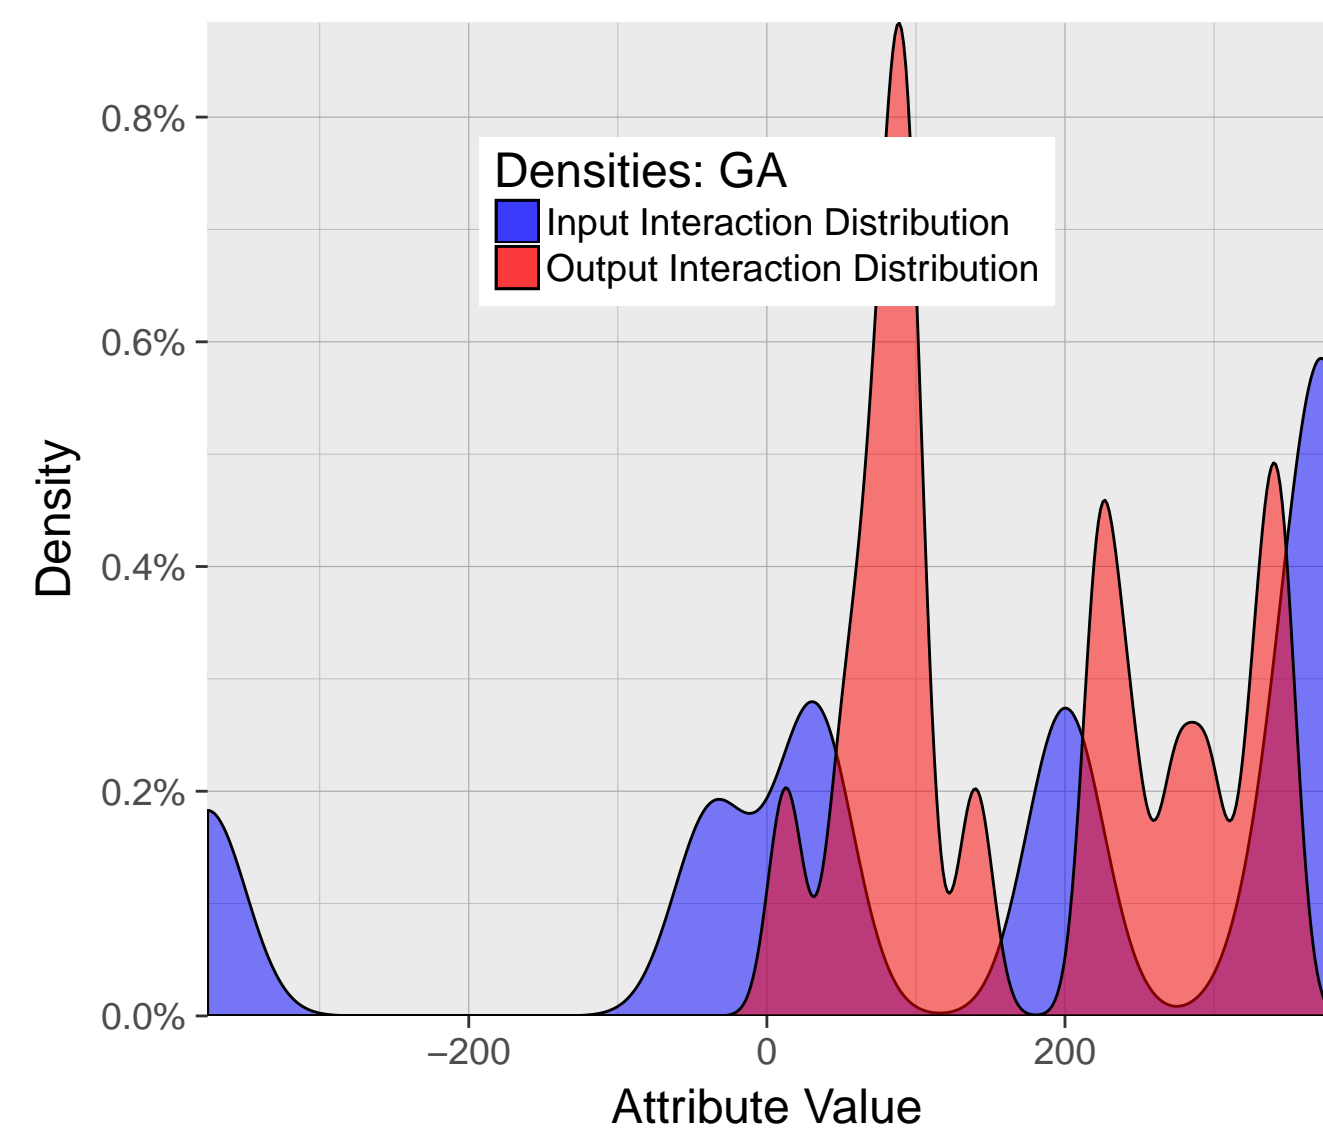 Densities: GA
Input Interaction Distribution
Output Interaction Distribution
0.8%
0.6%
0.4%
0.2%
0.0%
Density
−200 0 200
Attribute Value